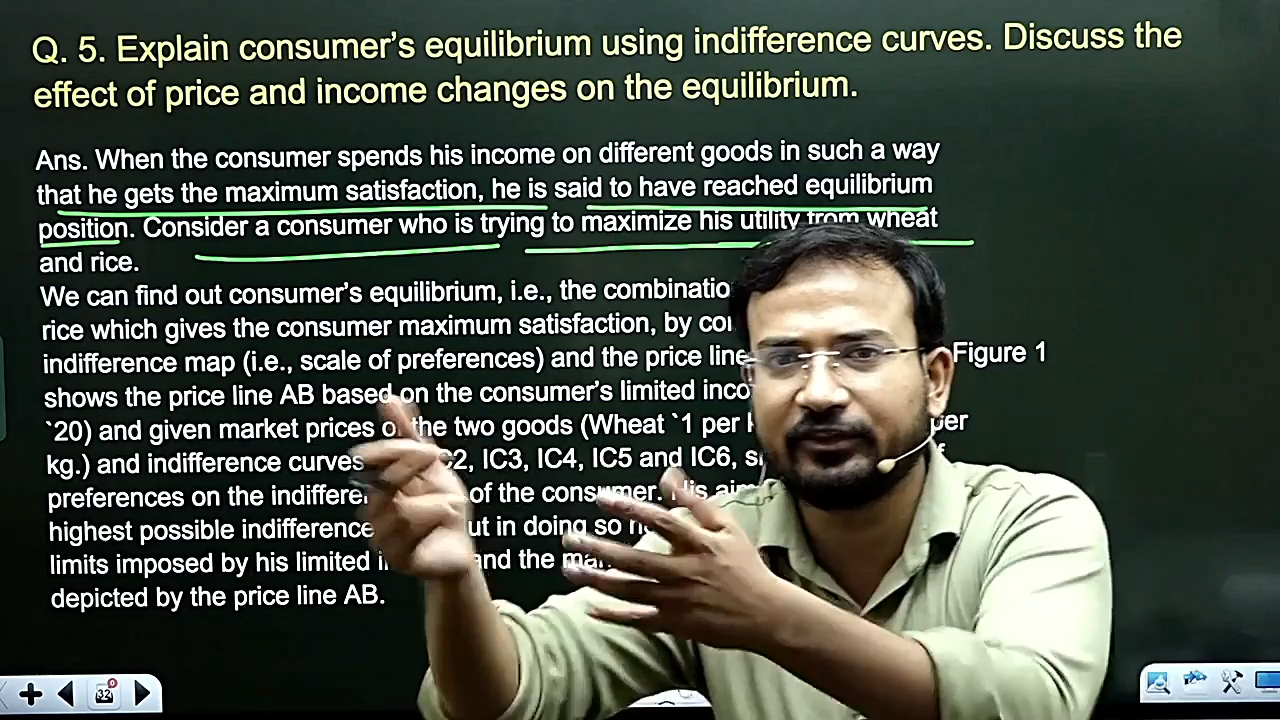 Q. 5. Explain consumer's equilibrium using indifference curves. Discuss the
effect of price and income changes on the equilibrium.
Ans. When the consumer spends his income on different goods in such a way
that he gets the maximum satisfaction, he is said to have reached equilibrium
position. Consider a consumer who is trying to maximize his utility from wheat
and rice.
We can find out consumer's equilibrium, i.e., the
rice which gives the consumer maximum satisfaction, by
indifference map (i.e., scale of preferences) and the price line Figure 1
shows the price line AB based on the consumer's limited
`20) and given market prices the two goods (Wheat `1 per per
kg.) and indifference curves IC3, IC4, IC5 and IC6,
preferences on the of the consumer. His
highest possible indifference in doing so
limits imposed by his limited and the
depicted by the price line AB.
32
0